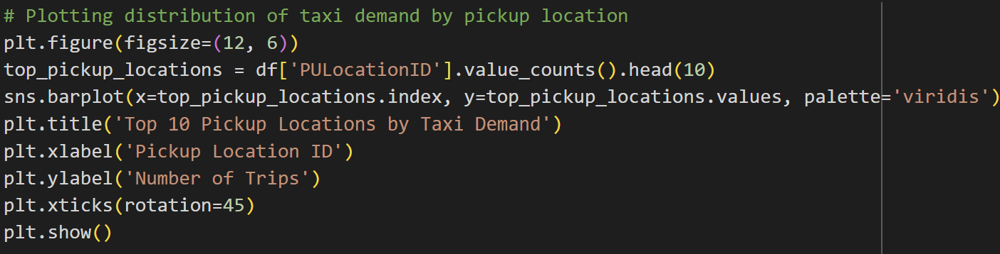 # Plotting distribution of taxi demand by pickup location
plt.figure(figsize=(12, 6))
top_pickup_locations = df['PULocationID'].value_counts().head(10)
sns.barplot(x=top_pickup_locations.index, y=top_pickup_locations.values, palette='viridis')
plt.title('Top 10 Pickup Locations by Taxi Demand')
plt.xlabel('Pickup Location ID')
plt.ylabel('Number of Trips')
plt.xticks(rotation=45)
plt.show()